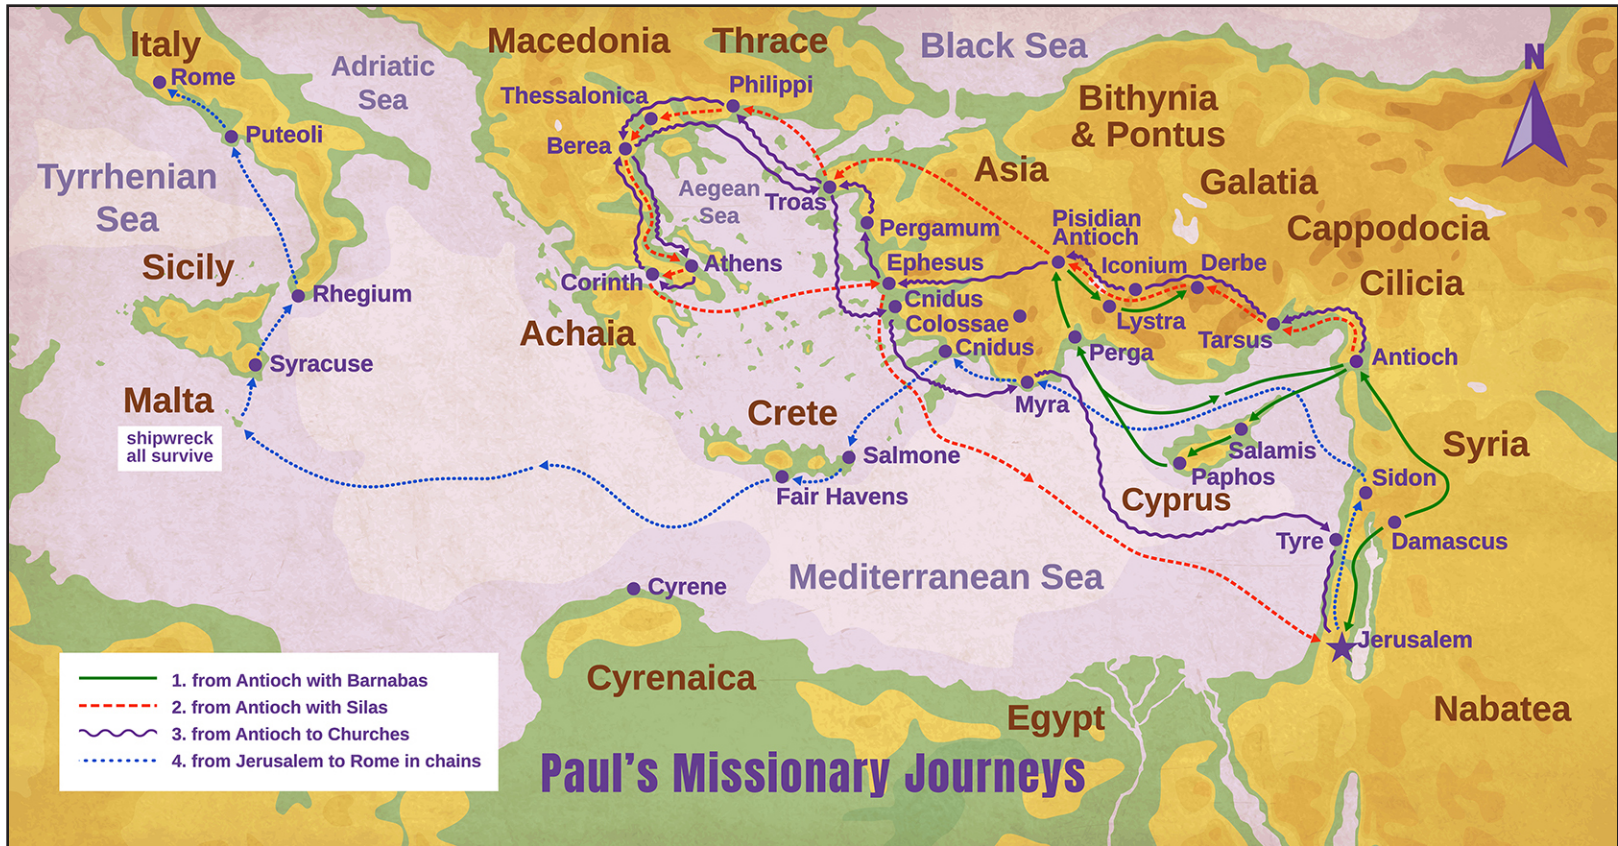 Italy
Rome
Puteoli
Adriatic
Sea
Tyrrhenian
Sea
Sicily
Rhegium
Syracuse
Malta
shipwreck
all survive
Macedonia
Thrace
Black Sea
N
Thessalonica
Philippi
Berea
Aegean
Sea
Troas
Bithynia
& Pontus
Asia
Galatia
Cappodocia
Cilicia
Pergamum
Pisidian
Antioch
Iconium
Derbe
Ephesus
Athens
Corinth
Achaia
Cnidus
Colossae
Cnidus
Lystra
Tarsus
Perga
Antioch
Myra
Crete
Salmone
Fair Havens
Salamis
Paphos
Cyprus
Syria
Sidon
Tyre
Damascus
Mediterranean Sea
Cyrene
Jerusalem
Cyrenaica
Egypt
Nabatea
1. from Antioch with Barnabas
2. from Antioch with Silas
3. from Antioch to Churches
4. from Jerusalem to Rome in chains
Paul's Missionary Journeys